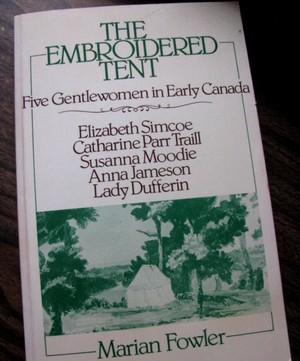 THE
EMBROIDERED
TENT
Five Gentlewomen in Early Canada
Elizabeth Simcoe
Catharine Parr Traill
Susanna Moodie
Anna Jameson
Lady Dufferin
Marian Fowler